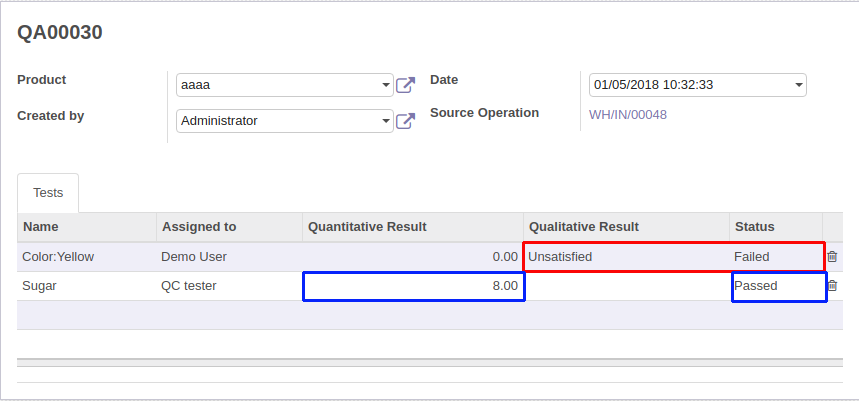 QA00030
Product aaaa Date 01/05/2018 10:32:33
Created by Administrator Source Operation WH/IN/00048
Tests
Name Assigned to Quantitative Result Qualitative Result Status
Color:Yellow Demo User 0.00 Unsatisfied Failed
Sugar QC tester 8.00 Passed